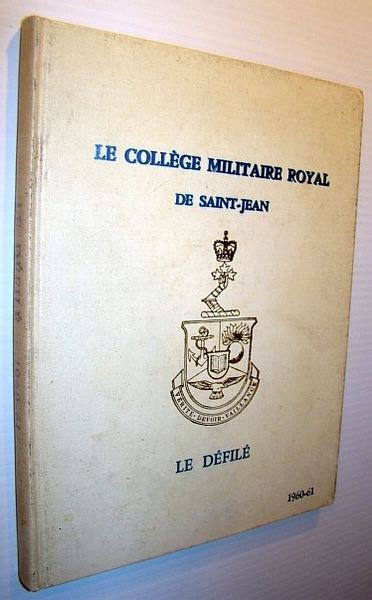 LE COLLÈGE MILITAIRE ROYAL
DE SAINT-JEAN
VÉRITÉ · DEVOIR · VAILLANCE
LE DÉFILÉ
1960-61